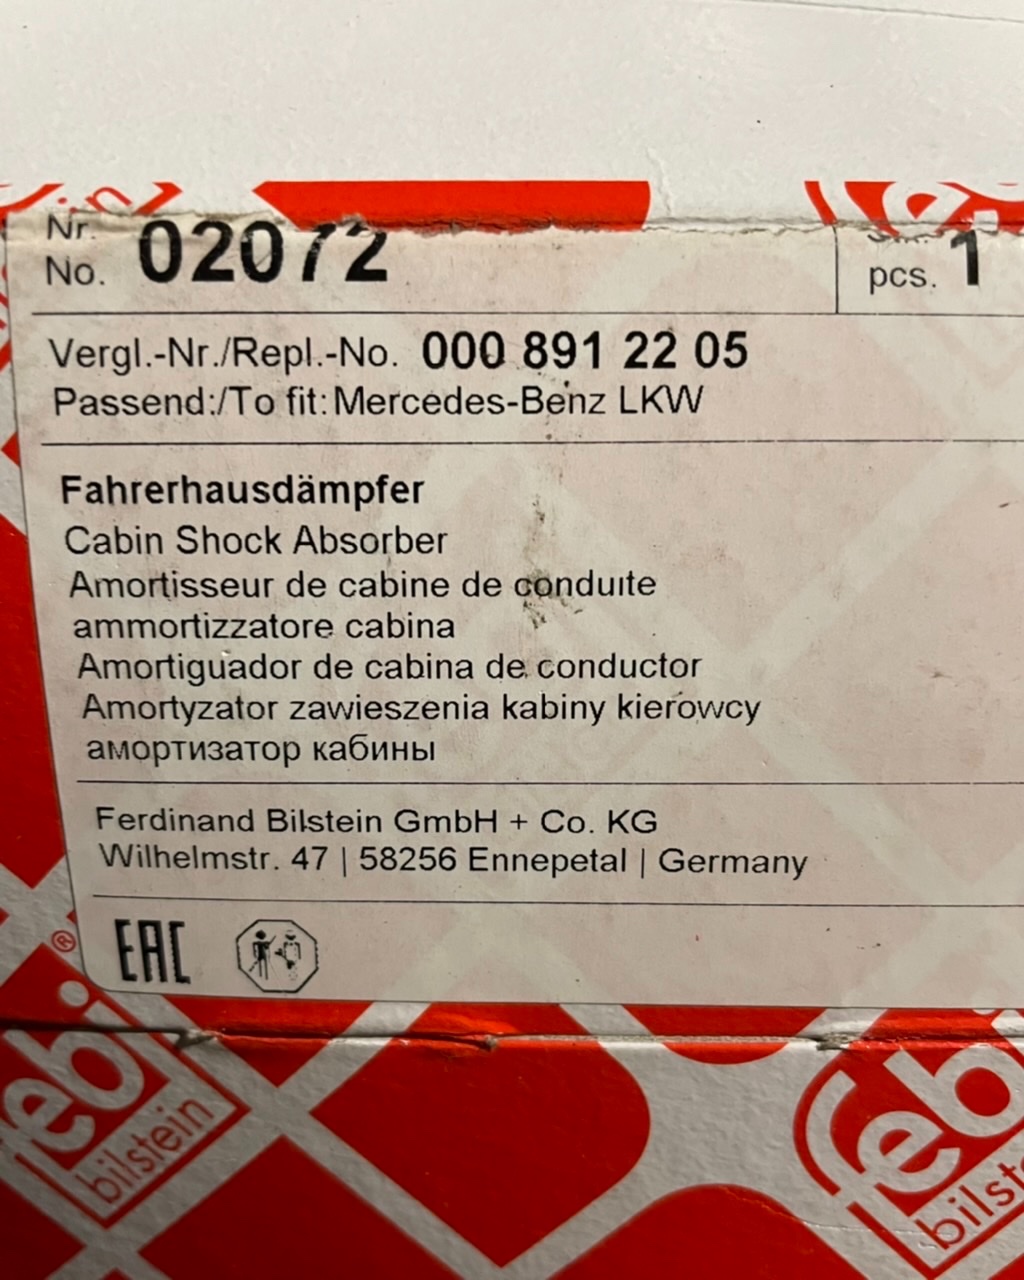 Nr.
No. 02072
pcs. 1
Vergl.-Nr./Repl.-No. 000 891 22 05
Passend:/To fit: Mercedes-Benz LKW
Fahrerhausdämpfer
Cabin Shock Absorber
Amortisseur de cabine de conduite
ammortizzatore cabina
Amortiguador de cabina de conductor
Amortyzator zawieszenia kabiny kierowcy
амортизатор кабины
Ferdinand Bilstein GmbH + Co. KG
Wilhelmstr. 47 | 58256 Ennepetal | Germany
EAC
febi®
bilstein
febi